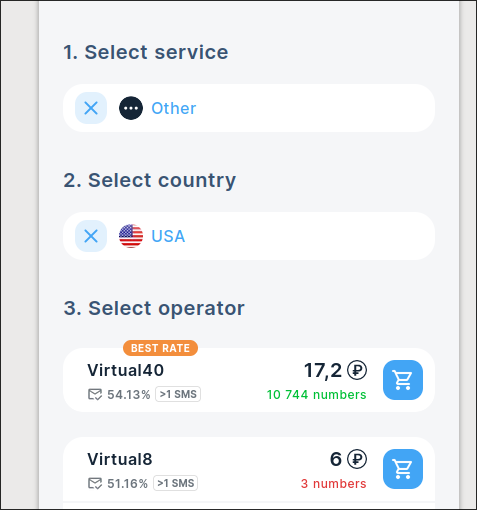 1. Select service
Other
2. Select country
USA
3. Select operator
BEST RATE
Virtual40
17,2 ₽
54.13% >1 SMS
10 744 numbers
Virtual8
6 ₽
51.16% >1 SMS
3 numbers